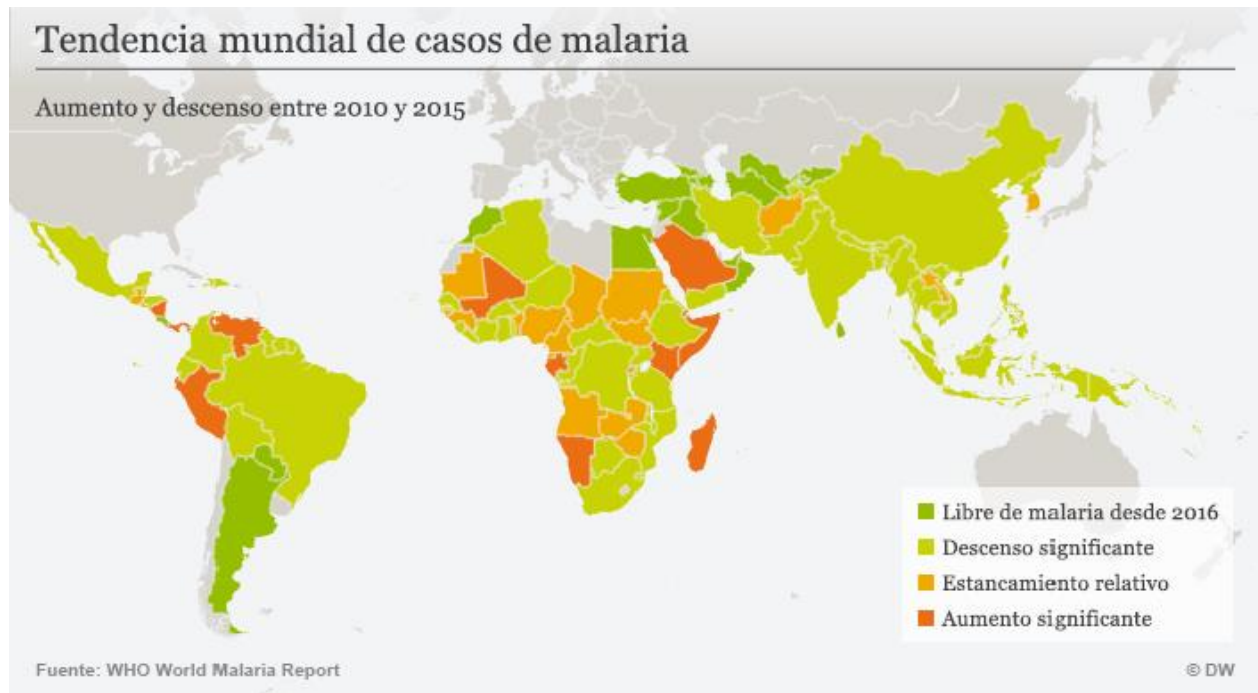 Tendencia mundial de casos de malaria
Aumento y descenso entre 2010 y 2015
Libre de malaria desde 2016
Descenso significante
Estancamiento relativo
Aumento significante
Fuente: WHO World Malaria Report
© DW